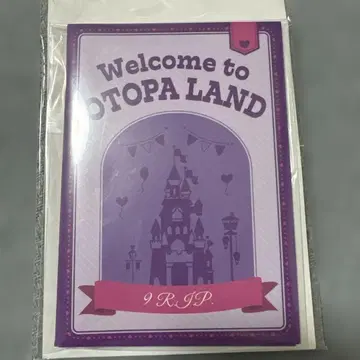 Welcome to
OTOPA LAND
9 R.I.P.